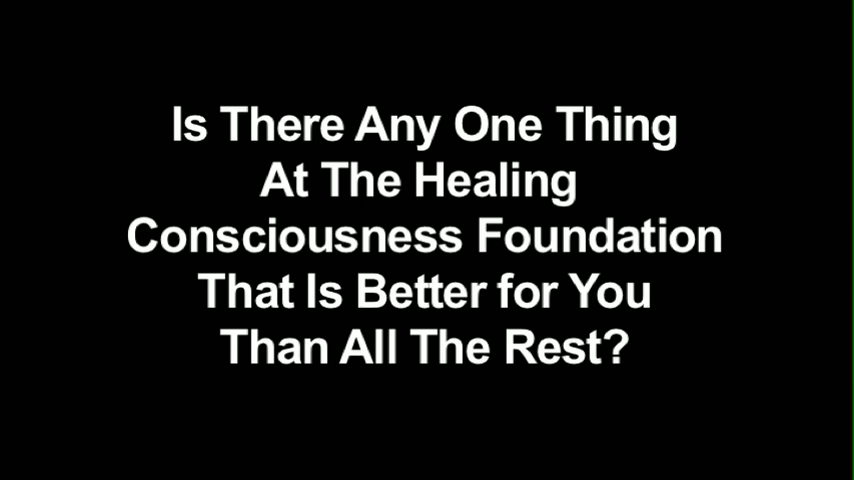 Is There Any One Thing
At The Healing
Consciousness Foundation
That Is Better for You
Than All The Rest?